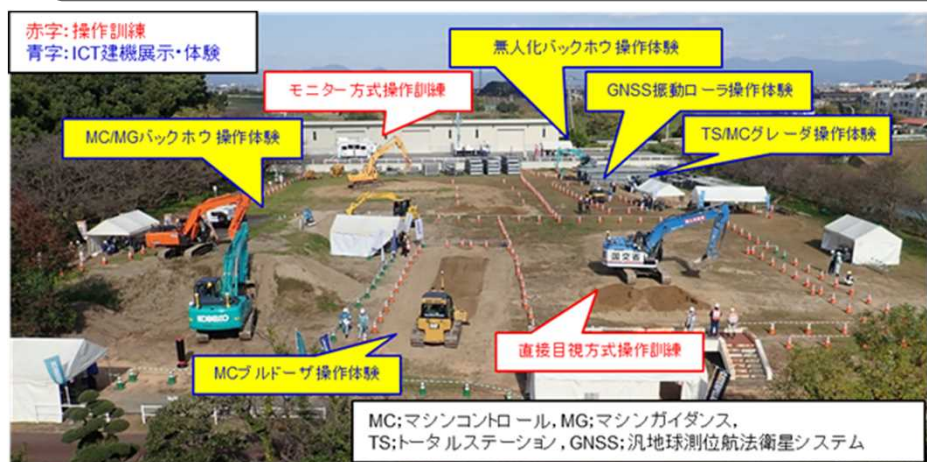 赤字:操作訓練
青字:ICT建機展示・体験
無人化バックホウ操作体験
モニター方式操作訓練
GNSS振動ローラ操作体験
MC/MGバックホウ操作体験
TS/MCグレーダ操作体験
国交省
直接目視方式操作訓練
MCブルドーザ操作体験
MC;マシンコントロール,MG;マシンガイダンス,
TS;トータルステーション,GNSS;汎地球測位航法衛星システム